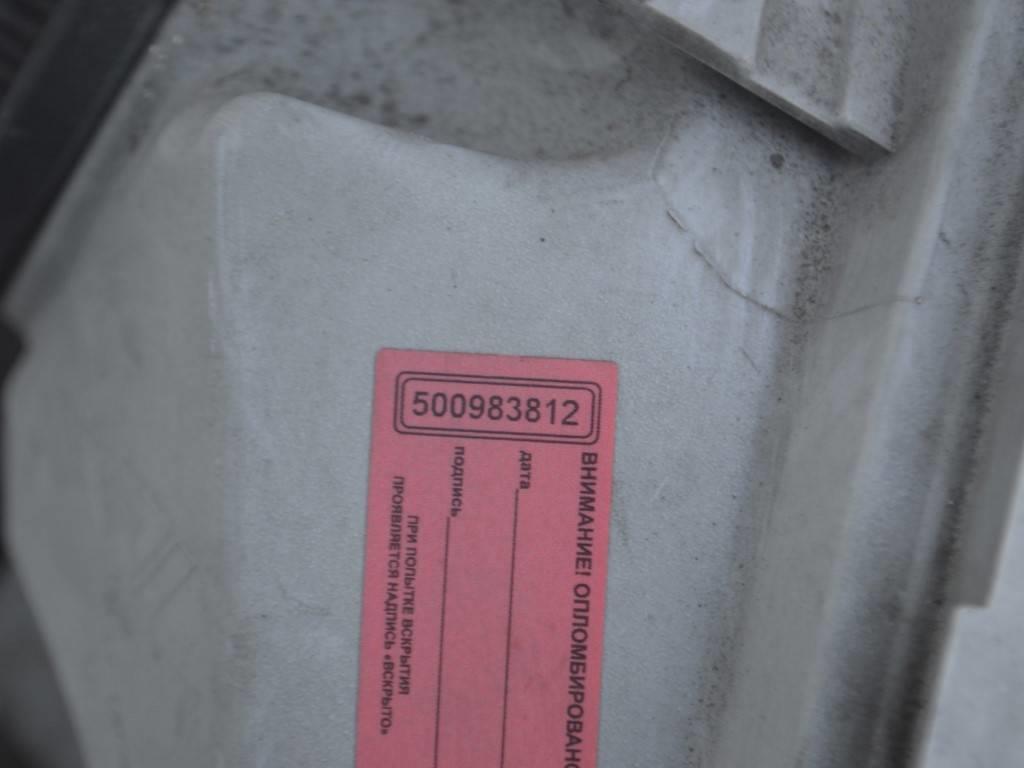 500983812
ВНИМАНИЕ! ОПЛОМБИРОВАНО
дата
подпись
ПРИ ПОПЫТКЕ ВСКРЫТИЯ
ПРОЯВЛЯЕТСЯ НАДПИСЬ «ВСКРЫТО»